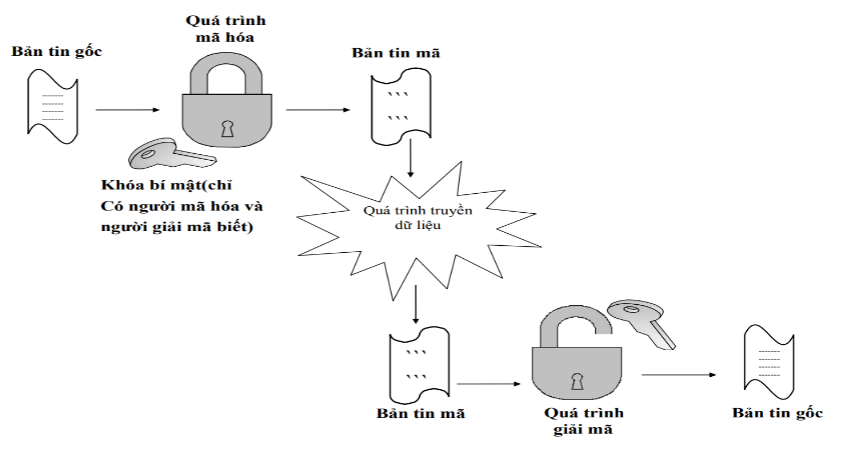 Quá trình
mã hóa
Bản tin gốc
Bản tin mã
Khóa bí mật(chỉ
Có người mã hóa và
người giải mã biết)
Quá trình truyền
dữ liệu
Bản tin mã
Quá trình
giải mã
Bản tin gốc